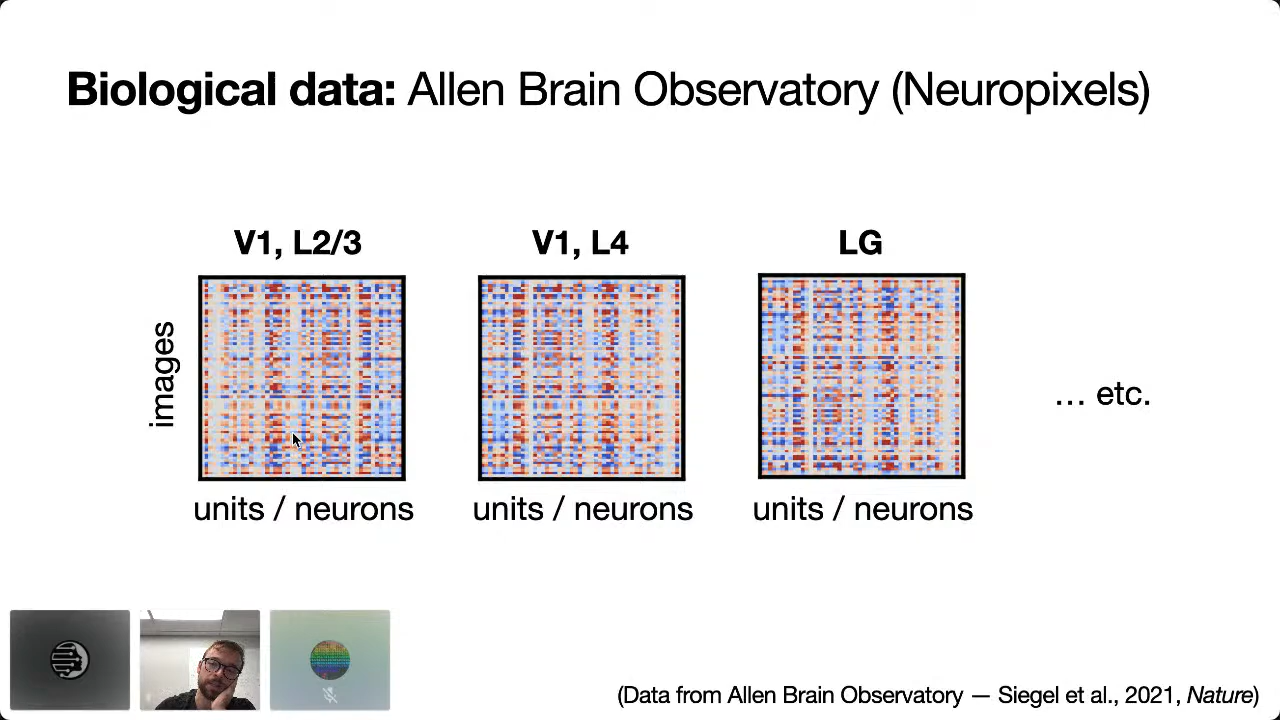 Biological data: Allen Brain Observatory (Neuropixels)
V1, L2/3
V1, L4
LG
images
… etc.
units / neurons
units / neurons
units / neurons
(Data from Allen Brain Observatory — Siegel et al., 2021, Nature)